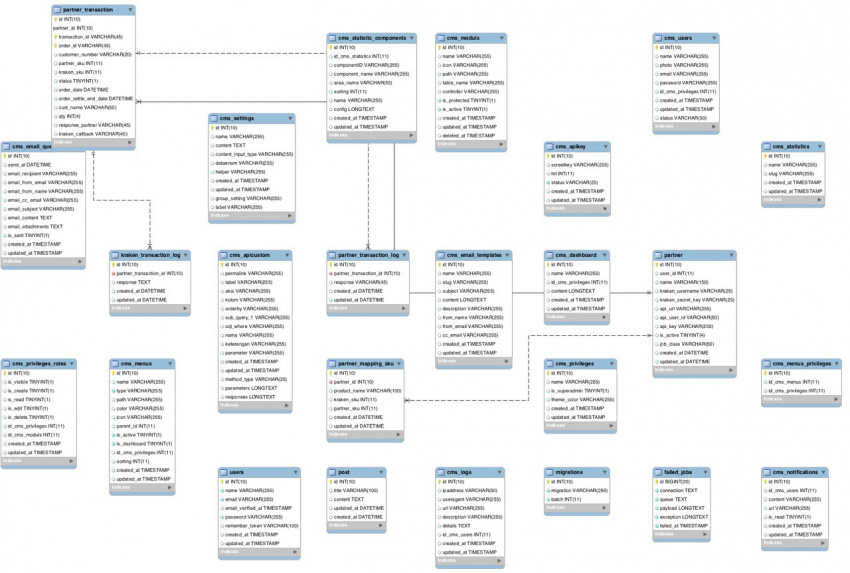 partner_transaction
id INT(10)
partner_id INT(10)
transaction_id VARCHAR(45)
order_id VARCHAR(45)
customer_number VARCHAR(20)
partner_sku INT(11)
kraken_sku INT(11)
status TINYINT(1)
order_date DATETIME
order_settle_end_date DATETIME
cust_name VARCHAR(50)
qty INT(4)
response_partner VARCHAR(45)
kraken_callback VARCHAR(45)
Indexes
cms_statistic_components
id INT(10)
id_cms_statistics INT(11)
componentID VARCHAR(255)
component_name VARCHAR(255)
area_name VARCHAR(55)
sorting INT(11)
name VARCHAR(255)
config LONGTEXT
created_at TIMESTAMP
updated_at TIMESTAMP
Indexes
cms_moduls
id INT(10)
name VARCHAR(255)
icon VARCHAR(255)
path VARCHAR(255)
table_name VARCHAR(255)
controller VARCHAR(255)
is_protected TINYINT(1)
is_active TINYINT(1)
created_at TIMESTAMP
updated_at TIMESTAMP
deleted_at TIMESTAMP
Indexes
cms_users
id INT(10)
name VARCHAR(255)
photo VARCHAR(255)
email VARCHAR(255)
password VARCHAR(255)
id_cms_privileges INT(11)
created_at TIMESTAMP
updated_at TIMESTAMP
status VARCHAR(50)
Indexes
cms_settings
id INT(10)
name VARCHAR(255)
content TEXT
content_input_type VARCHAR(255)
dataenum VARCHAR(255)
helper VARCHAR(255)
created_at TIMESTAMP
updated_at TIMESTAMP
group_setting VARCHAR(255)
label VARCHAR(255)
Indexes
cms_email_que
id INT(10)
send_at DATETIME
email_recipient VARCHAR(255)
email_from_email VARCHAR(255)
email_from_name VARCHAR(255)
email_cc_email VARCHAR(255)
email_subject VARCHAR(255)
email_content TEXT
email_attachments TEXT
is_sent TINYINT(1)
created_at TIMESTAMP
updated_at TIMESTAMP
Indexes
cms_apikey
id INT(10)
screetkey VARCHAR(255)
hit INT(11)
status VARCHAR(25)
created_at TIMESTAMP
updated_at TIMESTAMP
Indexes
cms_statistics
id INT(10)
name VARCHAR(255)
slug VARCHAR(255)
created_at TIMESTAMP
updated_at TIMESTAMP
Indexes
kraken_transaction_log
id INT(10)
partner_transaction_id INT(10)
response TEXT
created_at DATETIME
updated_at DATETIME
Indexes
cms_apicustom
id INT(10)
permalink VARCHAR(255)
label VARCHAR(255)
aksi VARCHAR(255)
kolom VARCHAR(255)
orderby VARCHAR(255)
sub_query_1 VARCHAR(255)
sql_where VARCHAR(255)
nama VARCHAR(255)
keterangan VARCHAR(255)
parameter VARCHAR(255)
created_at TIMESTAMP
updated_at TIMESTAMP
method_type VARCHAR(25)
parameters LONGTEXT
responses LONGTEXT
Indexes
partner_transaction_log
id INT(10)
partner_transaction_id INT(10)
response VARCHAR(45)
created_at DATETIME
updated_at DATETIME
Indexes
cms_email_templates
id INT(10)
name VARCHAR(255)
slug VARCHAR(255)
subject VARCHAR(255)
content LONGTEXT
description VARCHAR(255)
from_name VARCHAR(255)
from_email VARCHAR(255)
cc_email VARCHAR(255)
created_at TIMESTAMP
updated_at TIMESTAMP
Indexes
cms_dashboard
id INT(10)
name VARCHAR(255)
id_cms_privileges INT(11)
content LONGTEXT
created_at TIMESTAMP
updated_at TIMESTAMP
Indexes
partner
id INT(10)
user_id INT(11)
name VARCHAR(100)
kraken_username VARCHAR(25)
kraken_secret_key VARCHAR(25)
api_url VARCHAR(255)
api_user_id VARCHAR(50)
api_key VARCHAR(255)
is_active TINYINT(4)
job_class VARCHAR(50)
created_at DATETIME
updated_at DATETIME
Indexes
cms_privileges_roles
id INT(10)
is_visible TINYINT(1)
is_create TINYINT(1)
is_read TINYINT(1)
is_edit TINYINT(1)
is_delete TINYINT(1)
id_cms_privileges INT(11)
id_cms_moduls INT(11)
created_at TIMESTAMP
updated_at TIMESTAMP
Indexes
cms_menus
id INT(10)
name VARCHAR(255)
type VARCHAR(255)
path VARCHAR(255)
color VARCHAR(255)
icon VARCHAR(255)
parent_id INT(11)
is_active TINYINT(1)
is_dashboard TINYINT(1)
id_cms_privileges INT(11)
sorting INT(11)
created_at TIMESTAMP
updated_at TIMESTAMP
Indexes
partner_mapping_sku
id INT(10)
partner_id INT(10)
product_name VARCHAR(100)
kraken_sku INT(11)
partner_sku INT(11)
created_at DATETIME
updated_at DATETIME
Indexes
cms_privileges
id INT(10)
name VARCHAR(255)
is_superadmin TINYINT(1)
theme_color VARCHAR(255)
created_at TIMESTAMP
updated_at TIMESTAMP
Indexes
cms_menus_privileges
id INT(10)
id_cms_menus INT(11)
id_cms_privileges INT(11)
Indexes
users
id INT(10)
name VARCHAR(255)
email VARCHAR(255)
email_verified_at TIMESTAMP
password VARCHAR(255)
remember_token VARCHAR(100)
created_at TIMESTAMP
updated_at TIMESTAMP
Indexes
post
id INT(10)
title VARCHAR(100)
content TEXT
updated_at DATETIME
created_at DATETIME
Indexes
cms_logs
id INT(10)
ipaddress VARCHAR(50)
useragent VARCHAR(255)
url VARCHAR(255)
description VARCHAR(255)
details TEXT
id_cms_users INT(11)
created_at TIMESTAMP
updated_at TIMESTAMP
Indexes
migrations
id INT(10)
migration VARCHAR(255)
batch INT(11)
Indexes
failed_jobs
id BIGINT(20)
connection TEXT
queue TEXT
payload LONGTEXT
exception LONGTEXT
failed_at TIMESTAMP
Indexes
cms_notifications
id INT(10)
id_cms_users INT(11)
content VARCHAR(255)
url VARCHAR(255)
is_read TINYINT(1)
created_at TIMESTAMP
updated_at TIMESTAMP
Indexes